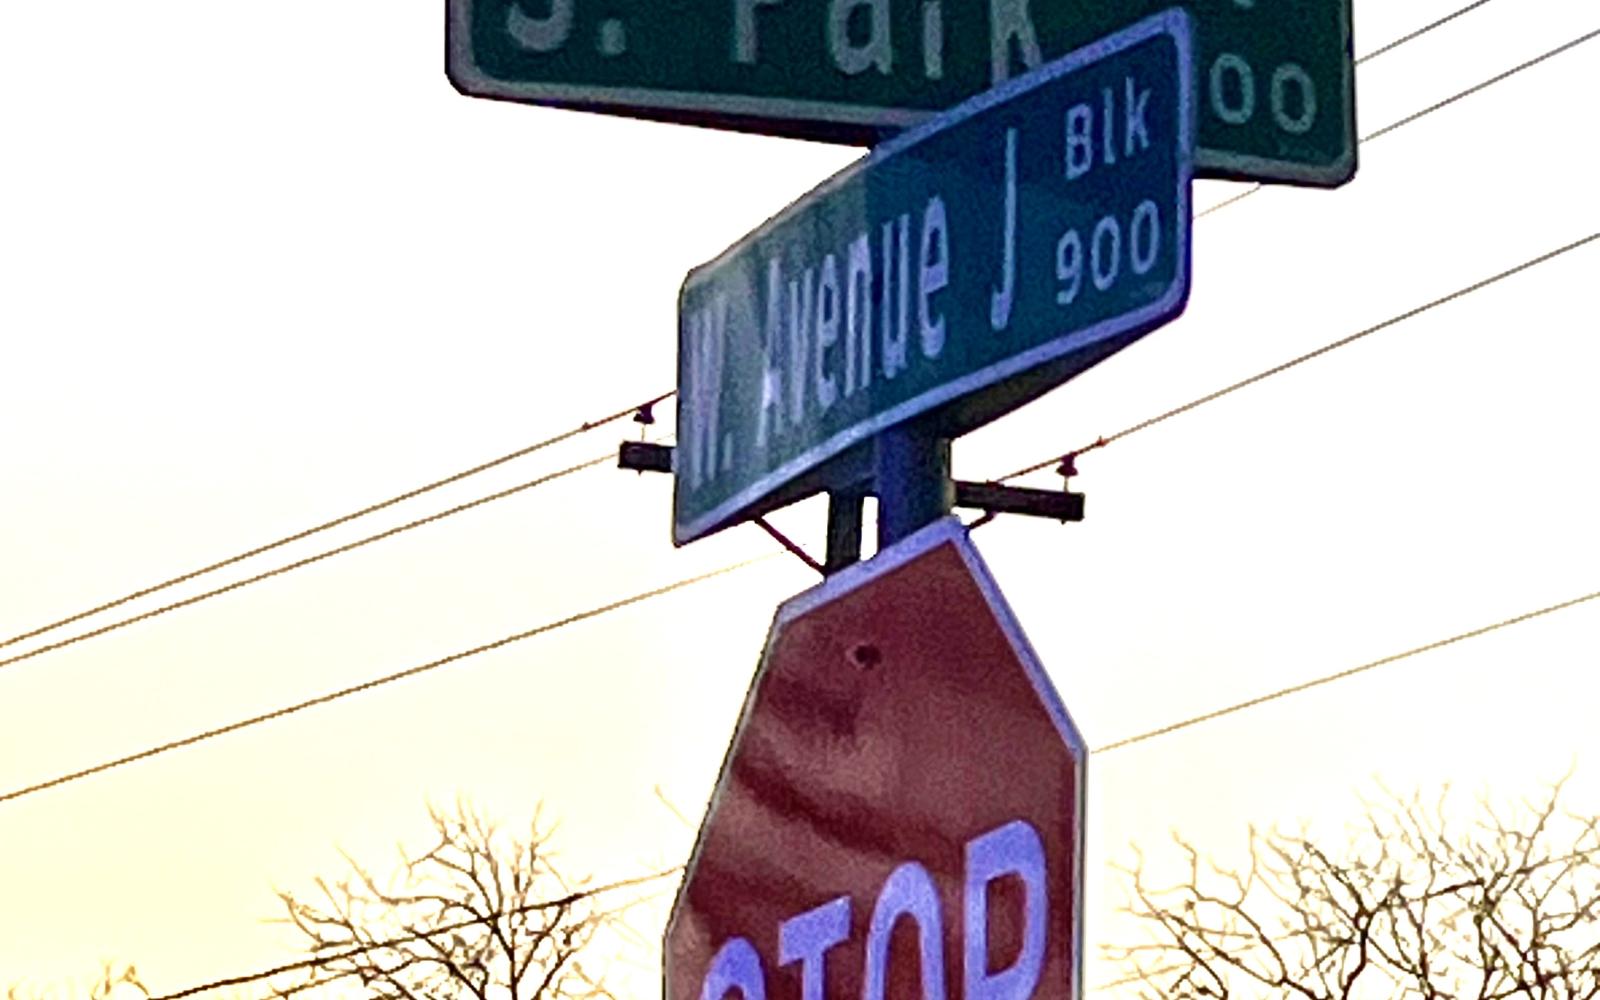 S. Park
00
W. Avenue J Blk
900
STOP